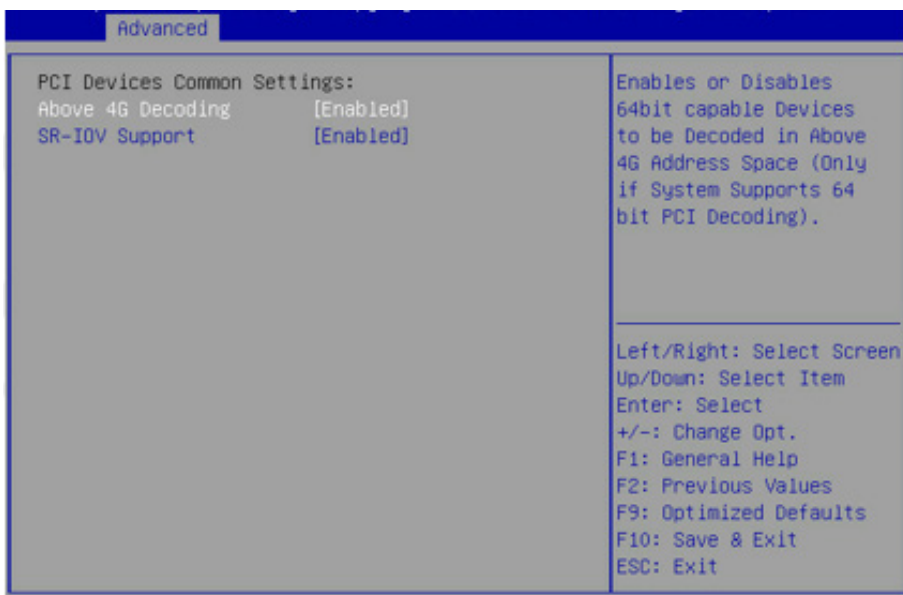 Advanced
PCI Devices Common Settings:
Above 4G Decoding [Enabled]
SR-IOV Support [Enabled]
Enables or Disables
64bit capable Devices
to be Decoded in Above
4G Address Space (Only
if System Supports 64
bit PCI Decoding).
Left/Right: Select Screen
Up/Down: Select Item
Enter: Select
+/-: Change Opt.
F1: General Help
F2: Previous Values
F9: Optimized Defaults
F10: Save & Exit
ESC: Exit